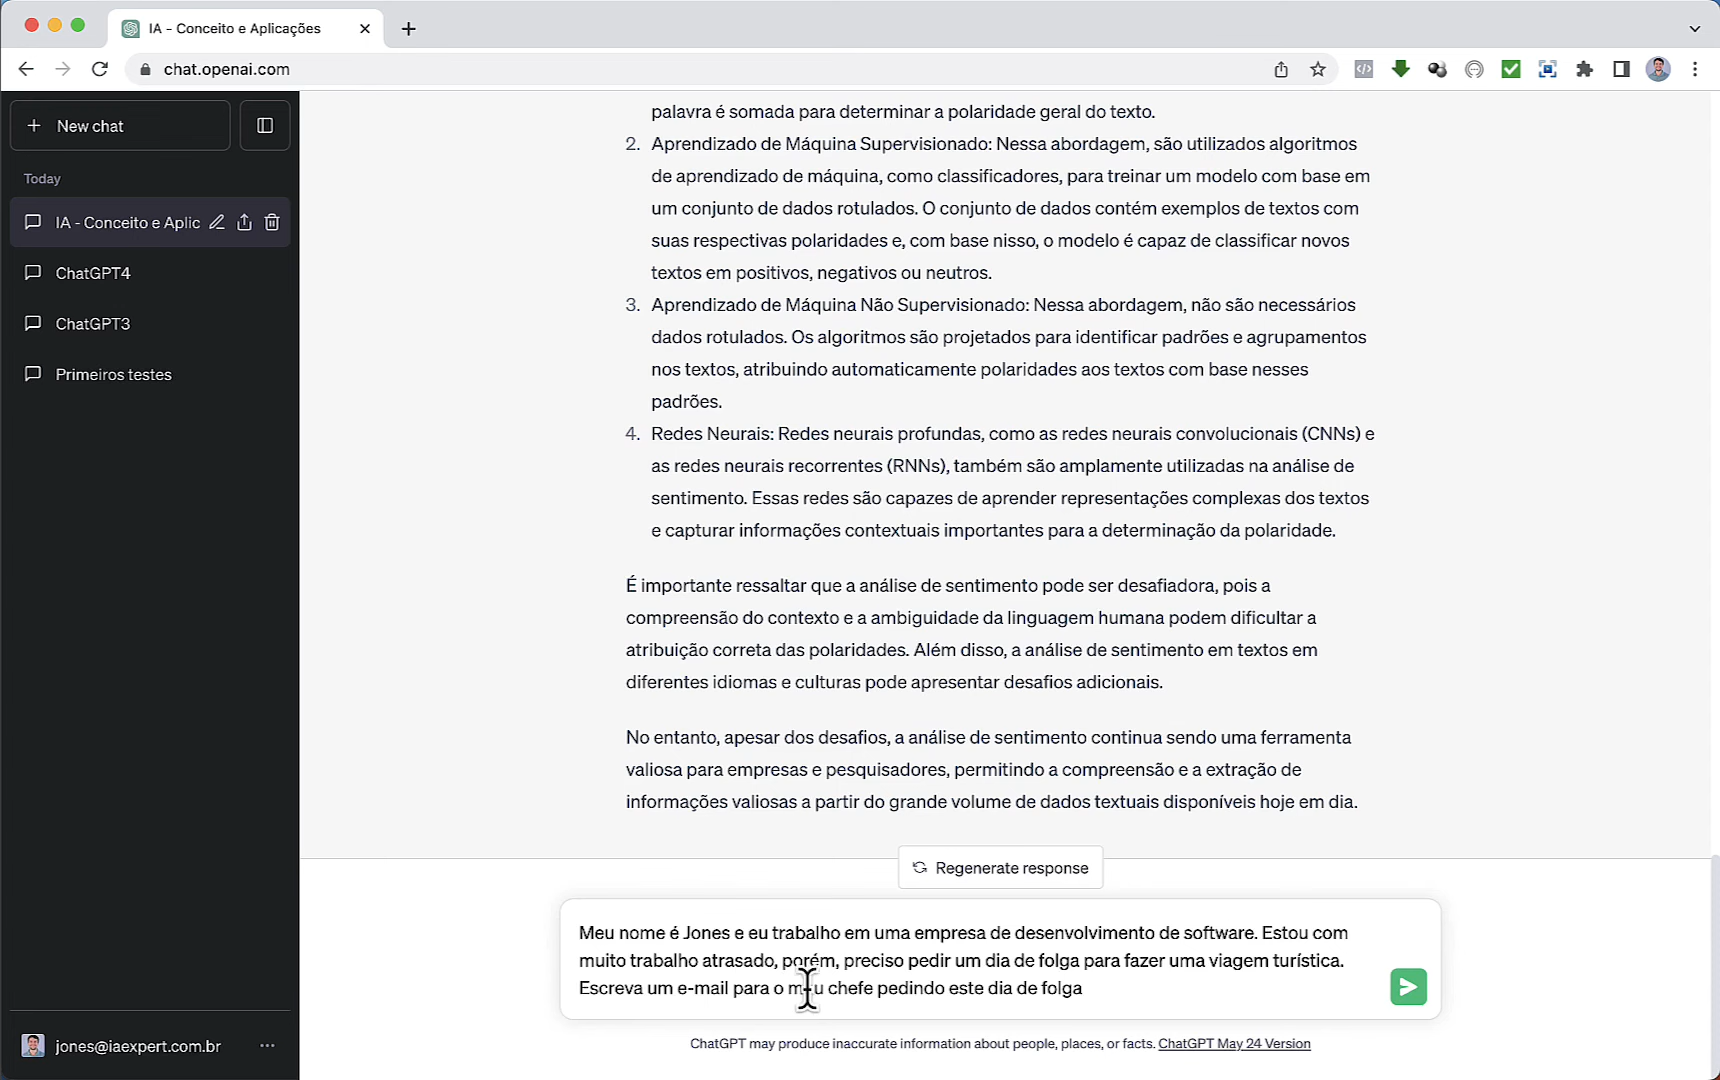 IA - Conceito e Aplicações
chat.openai.com
New chat
Today
IA - Conceito e Aplic
ChatGPT4
ChatGPT3
Primeiros testes
jones@iaexpert.com.br
palavra é somada para determinar a polaridade geral do texto.
2. Aprendizado de Máquina Supervisionado: Nessa abordagem, são utilizados algoritmos
de aprendizado de máquina, como classificadores, para treinar um modelo com base em
um conjunto de dados rotulados. O conjunto de dados contém exemplos de textos com
suas respectivas polaridades e, com base nisso, o modelo é capaz de classificar novos
textos em positivos, negativos ou neutros.
3. Aprendizado de Máquina Não Supervisionado: Nessa abordagem, não são necessários
dados rotulados. Os algoritmos são projetados para identificar padrões e agrupamentos
nos textos, atribuindo automaticamente polaridades aos textos com base nesses
padrões.
4. Redes Neurais: Redes neurais profundas, como as redes neurais convolucionais (CNNs) e
as redes neurais recorrentes (RNNs), também são amplamente utilizadas na análise de
sentimento. Essas redes são capazes de aprender representações complexas dos textos
e capturar informações contextuais importantes para a determinação da polaridade.
É importante ressaltar que a análise de sentimento pode ser desafiadora, pois a
compreensão do contexto e a ambiguidade da linguagem humana podem dificultar a
atribuição correta das polaridades. Além disso, a análise de sentimento em textos em
diferentes idiomas e culturas pode apresentar desafios adicionais.
No entanto, apesar dos desafios, a análise de sentimento continua sendo uma ferramenta
valiosa para empresas e pesquisadores, permitindo a compreensão e a extração de
informações valiosas a partir do grande volume de dados textuais disponíveis hoje em dia.
Regenerate response
Meu nome é Jones e eu trabalho em uma empresa de desenvolvimento de software. Estou com
muito trabalho atrasado, porém, preciso pedir um dia de folga para fazer uma viagem turística.
Escreva um e-mail para o meu chefe pedindo este dia de folga
ChatGPT may produce inaccurate information about people, places, or facts. ChatGPT May 24 Version